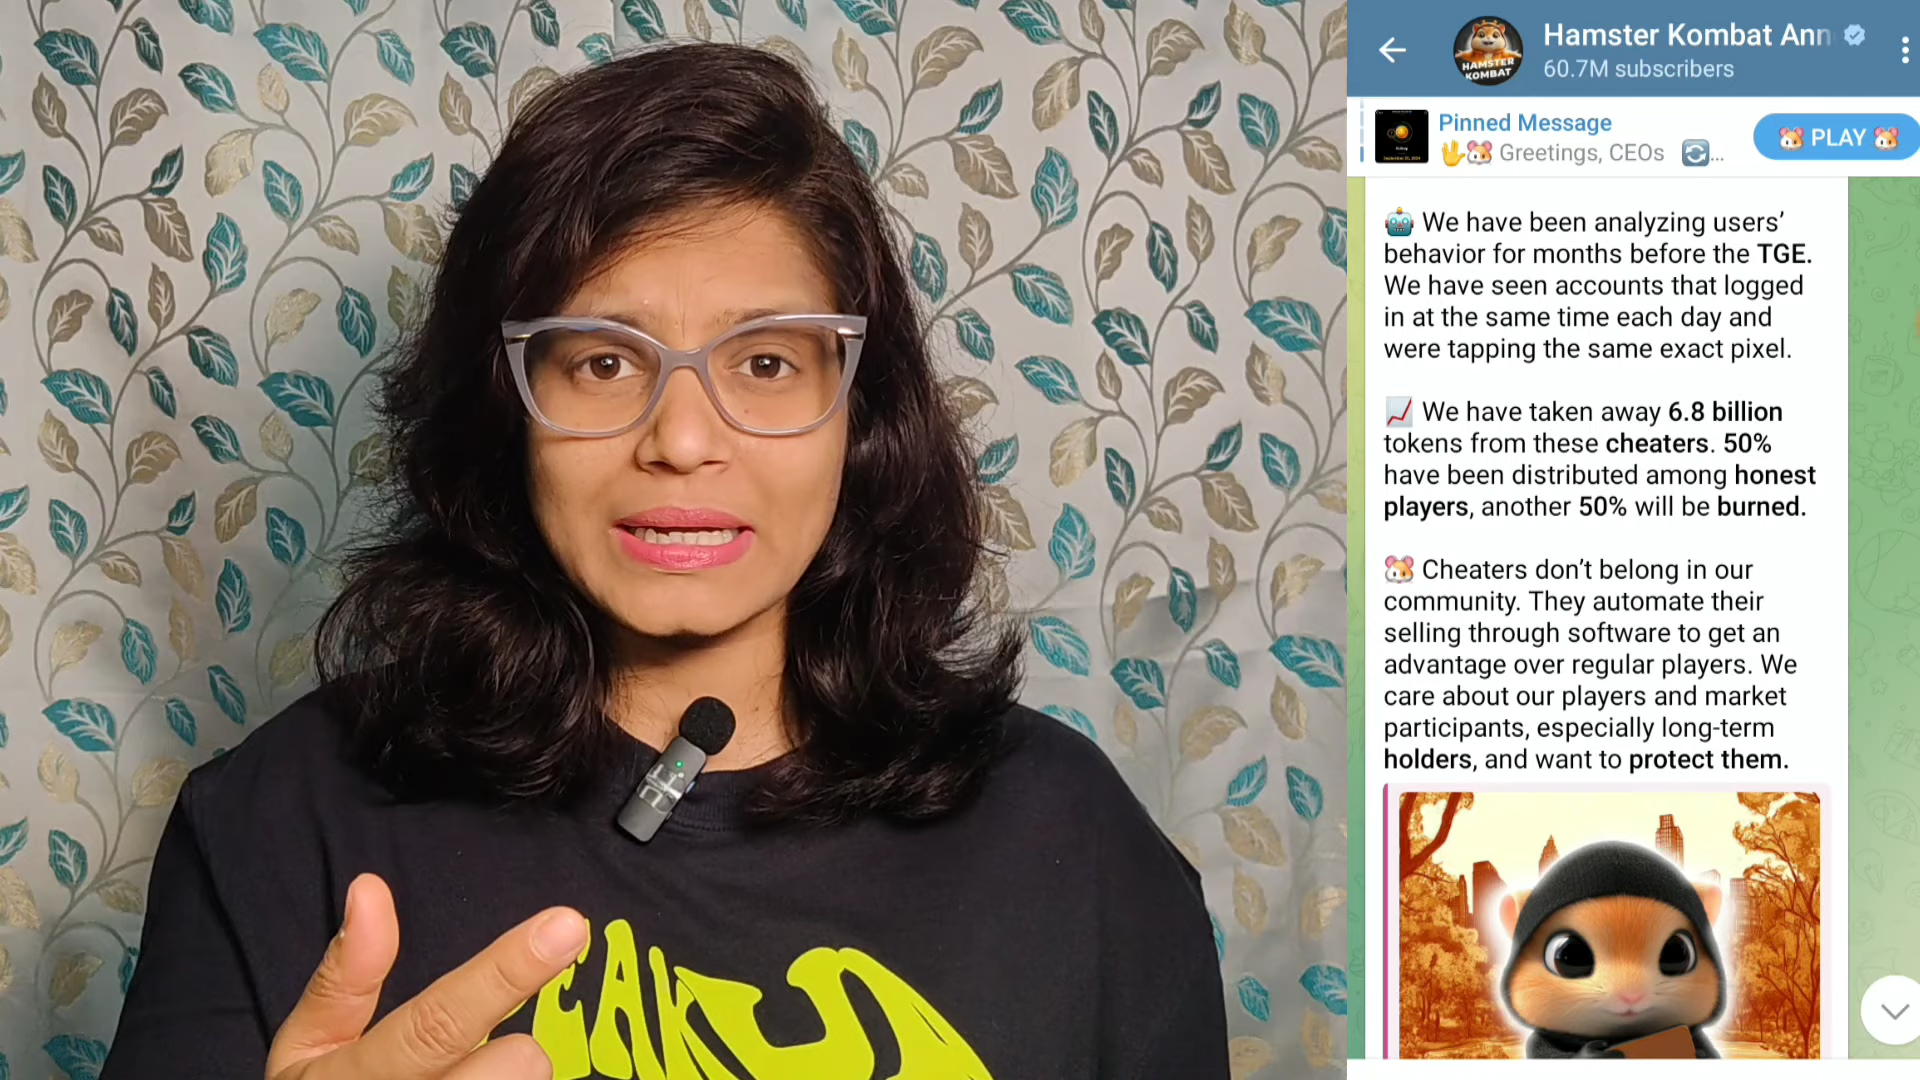 Hamster Kombat Ann
60.7M subscribers
HAMSTER
KOMBAT
Pinned Message
🖖🐹 Greetings, CEOs 🔄...
🐹 PLAY 🐹
🤖 We have been analyzing users’
behavior for months before the TGE.
We have seen accounts that logged
in at the same time each day and
were tapping the same exact pixel.
📈 We have taken away 6.8 billion
tokens from these cheaters. 50%
have been distributed among honest
players, another 50% will be burned.
🐹 Cheaters don’t belong in our
community. They automate their
selling through software to get an
advantage over regular players. We
care about our players and market
participants, especially long-term
holders, and want to protect them.